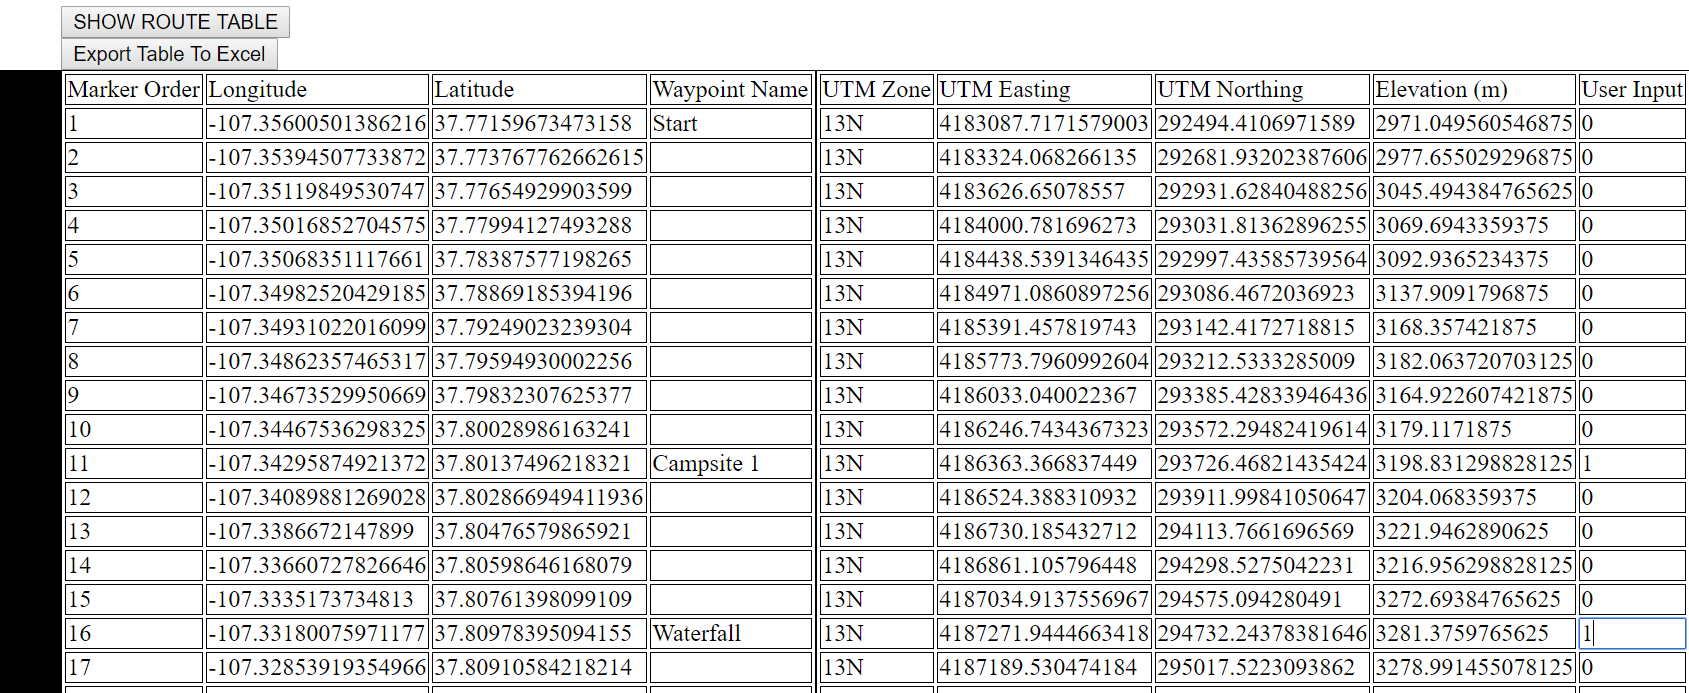 SHOW ROUTE TABLE
Export Table To Excel
Marker Order Longitude Latitude Waypoint Name UTM Zone UTM Easting UTM Northing Elevation (m) User Input
1 -107.35600501386216 37.77159673473158 Start 13N 4183087.7171579003 292494.4106971589 2971.049560546875 0
2 -107.35394507733872 37.773767762662615 13N 4183324.068266135 292681.93202387606 2977.655029296875 0
3 -107.35119849530747 37.77654929903599 13N 4183626.65078557 292931.62840488256 3045.494384765625 0
4 -107.35016852704575 37.77994127493288 13N 4184000.781696273 293031.81362896255 3069.6943359375 0
5 -107.35068351117661 37.78387577198265 13N 4184438.5391346435 292997.43585739564 3092.9365234375 0
6 -107.34982520429185 37.78869185394196 13N 4184971.0860897256 293086.4672036923 3137.9091796875 0
7 -107.34931022016099 37.79249023239304 13N 4185391.457819743 293142.4172718815 3168.357421875 0
8 -107.34862357465317 37.79594930002256 13N 4185773.7960992604 293212.5333285009 3182.063720703125 0
9 -107.34673529950669 37.79832307625377 13N 4186033.040022367 293385.42833946436 3164.922607421875 0
10 -107.34467536298325 37.80028986163241 13N 4186246.7434367323 293572.29482419614 3179.1171875 0
11 -107.34295874921372 37.80137496218321 Campsite 1 13N 4186363.366837449 293726.46821435424 3198.831298828125 1
12 -107.34089881269028 37.802866949411936 13N 4186524.388310932 293911.99841050647 3204.068359375 0
13 -107.3386672147899 37.80476579865921 13N 4186730.185432712 294113.7661696569 3221.9462890625 0
14 -107.33660727826646 37.80598646168079 13N 4186861.105796448 294298.5275042231 3216.956298828125 0
15 -107.3335173734813 37.80761398099109 13N 4187034.9137556967 294575.094280491 3272.69384765625 0
16 -107.33180075971177 37.80978395094155 Waterfall 13N 4187271.9444663418 294732.24378381646 3281.3759765625 1
17 -107.32853919354966 37.80910584218214 13N 4187189.530474184 295017.5223093862 3278.991455078125 0